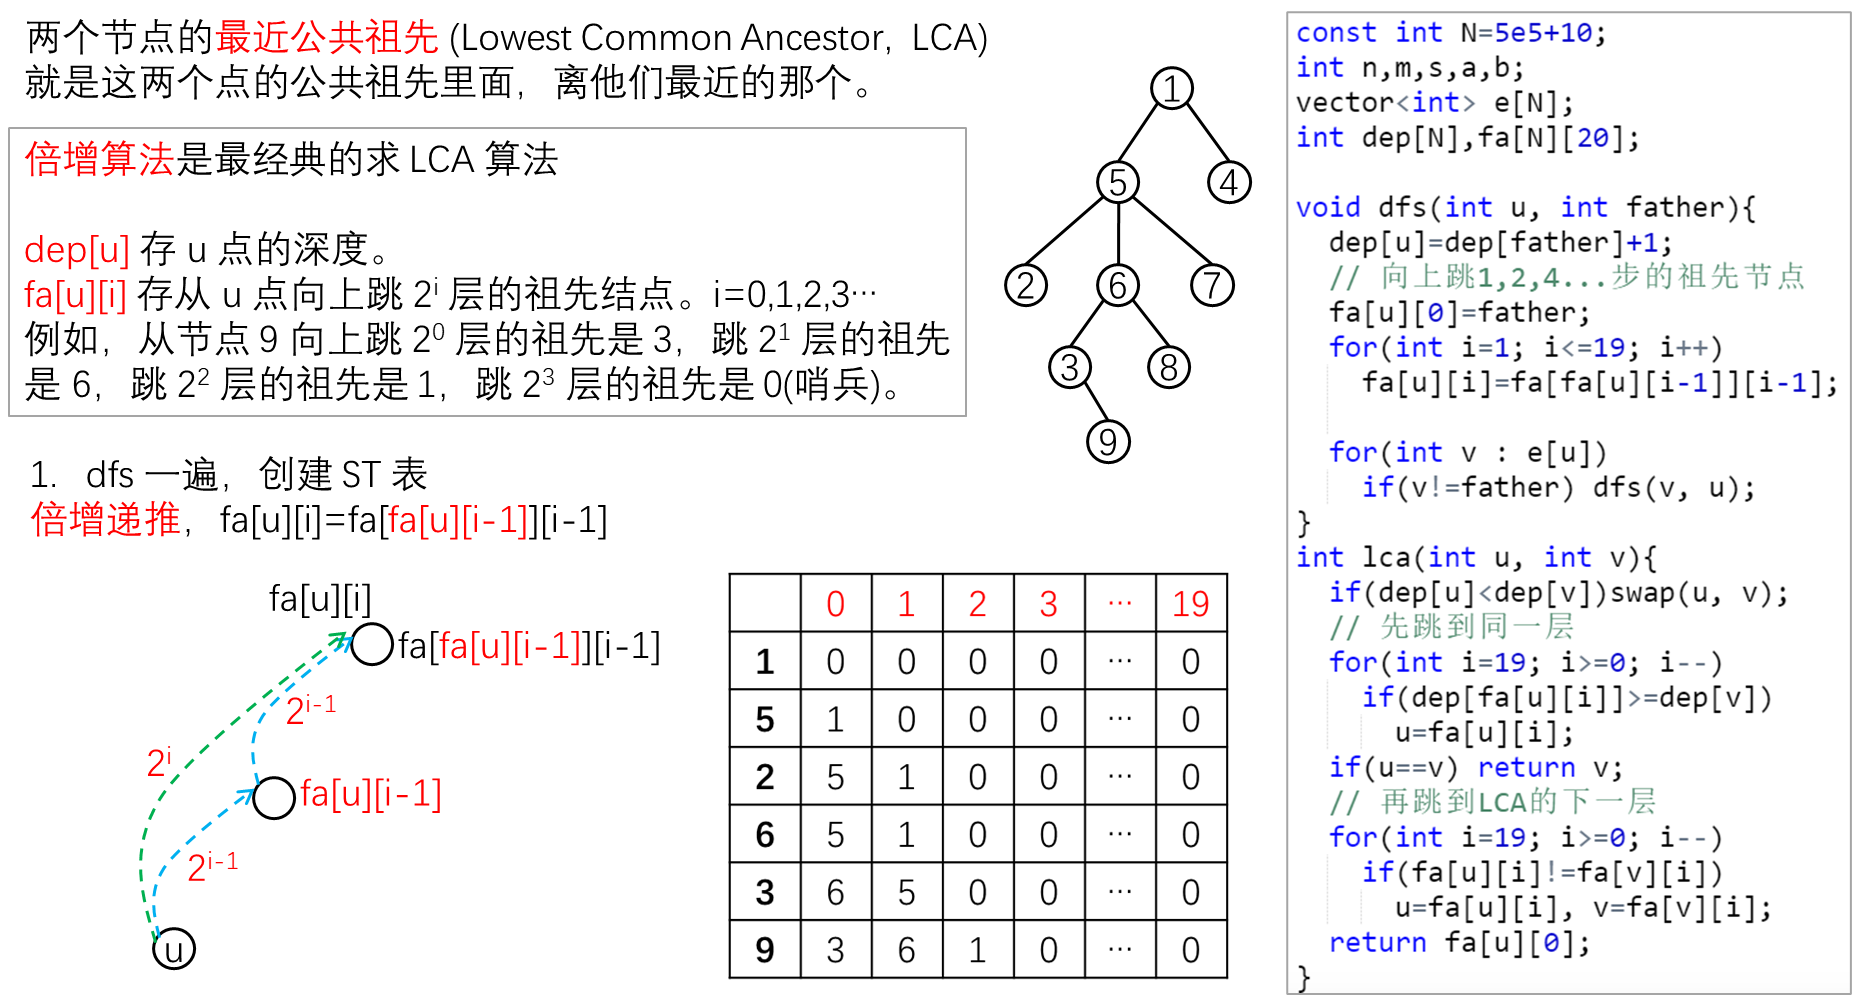 两个节点的最近公共祖先 (Lowest Common Ancestor, LCA)
就是这两个点的公共祖先里面，离他们最近的那个。
倍增算法是最经典的求 LCA 算法
dep[u] 存 u 点的深度。
fa[u][i] 存从 u 点向上跳 2^i 层的祖先结点。i=0,1,2,3···
例如，从节点 9 向上跳 2^0 层的祖先是 3，跳 2^1 层的祖先
是 6，跳 2^2 层的祖先是 1，跳 2^3 层的祖先是 0(哨兵)。
1. dfs 一遍，创建 ST 表
倍增递推，fa[u][i]=fa[fa[u][i-1]][i-1]
fa[u][i]
fa[fa[u][i-1]][i-1]
2^(i-1)
2^i
fa[u][i-1]
2^(i-1)
u
1
5 4
2 6 7
3 8
9
0 1 2 3 ··· 19
1 0 0 0 0 ··· 0
5 1 0 0 0 ··· 0
2 5 1 0 0 ··· 0
6 5 1 0 0 ··· 0
3 6 5 0 0 ··· 0
9 3 6 1 0 ··· 0
const int N=5e5+10;
int n,m,s,a,b;
vector<int> e[N];
int dep[N],fa[N][20];
void dfs(int u, int father){
dep[u]=dep[father]+1;
// 向上跳1,2,4...步的祖先节点
fa[u][0]=father;
for(int i=1; i<=19; i++)
fa[u][i]=fa[fa[u][i-1]][i-1];
for(int v : e[u])
if(v!=father) dfs(v, u);
}
int lca(int u, int v){
if(dep[u]<dep[v])swap(u, v);
// 先跳到同一层
for(int i=19; i>=0; i--)
if(dep[fa[u][i]]>=dep[v])
u=fa[u][i];
if(u==v) return v;
// 再跳到LCA的下一层
for(int i=19; i>=0; i--)
if(fa[u][i]!=fa[v][i])
u=fa[u][i], v=fa[v][i];
return fa[u][0];
}